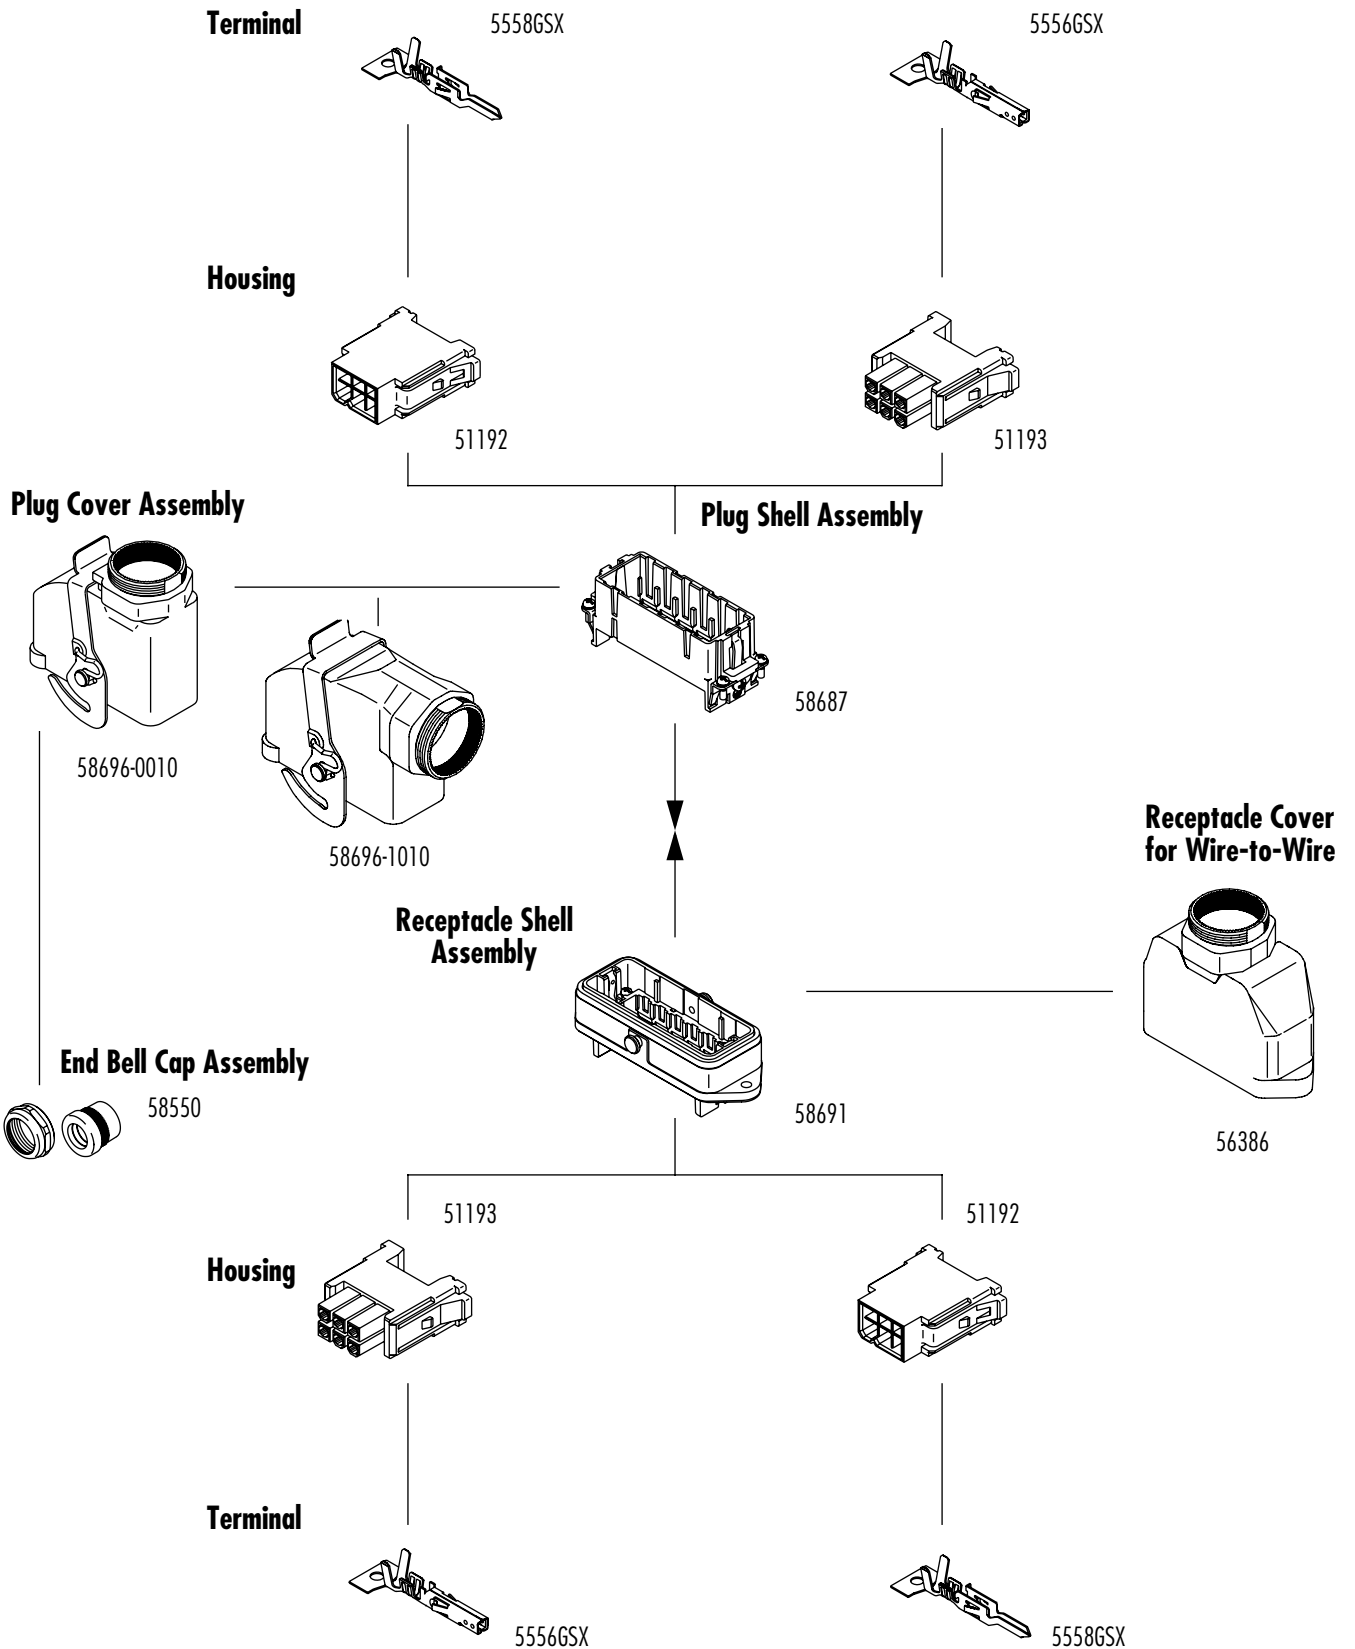 Terminal
5558GSX
5556GSX
Housing
51192
51193
Plug Cover Assembly
Plug Shell Assembly
58687
58696-0010
58696-1010
Receptacle Cover
for Wire-to-Wire
Receptacle Shell
Assembly
End Bell Cap Assembly
58550
58691
56386
51193
51192
Housing
Terminal
5556GSX
5558GSX